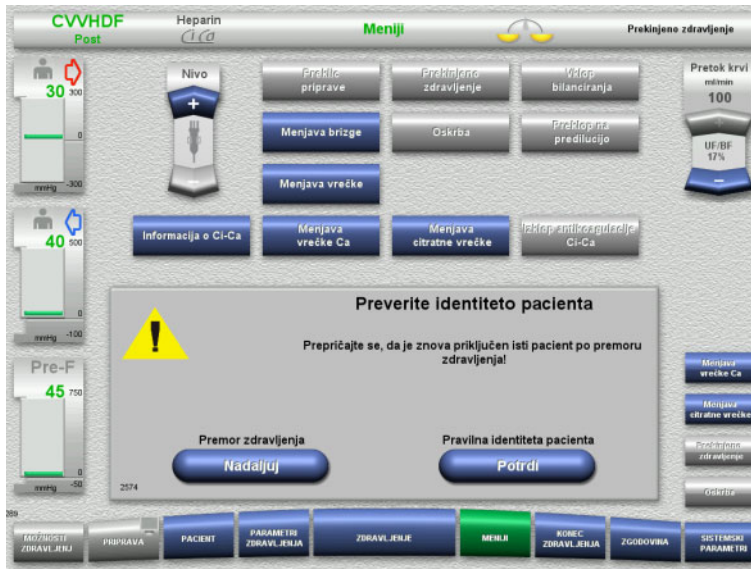 CVVHDF
Post
Heparin
CiCa
Meniji
Prekinjeno zdravljenje
30
300
0
mmHg
-300
Nivo
+
−
Preklic
priprave
Prekinjeno
zdravljenje
Vklop
bilanciranja
Menjava brizge
Oskrba
Preklop na
predilucijo
Menjava vrečke
Pretok krvi
ml/min
100
+
UF/BF
17%
−
40
500
0
mmHg
-100
Informacija o Ci-Ca
Menjava
vrečke Ca
Menjava
citratne vrečke
Izklop antikoagulacije
Ci-Ca
Preverite identiteto pacienta
Prepričajte se, da je znova priključen isti pacient po premoru
zdravljenja!
Premor zdravljenja
Nadaljuj
Pravilna identiteta pacienta
Potrdi
2574
Pre-F
45
750
0
mmHg
-50
Menjava
vrečke Ca
Menjava
citratne vrečke
Prekinjeno
zdravljenje
Oskrba
MOŽNOSTI
ZDRAVLJENJ
PRIPRAVA
PACIENT
PARAMETRI
ZDRAVLJENJA
ZDRAVLJENJE
MENIJI
KONEC
ZDRAVLJENJA
ZGODOVINA
SISTEMSKI
PARAMETRI